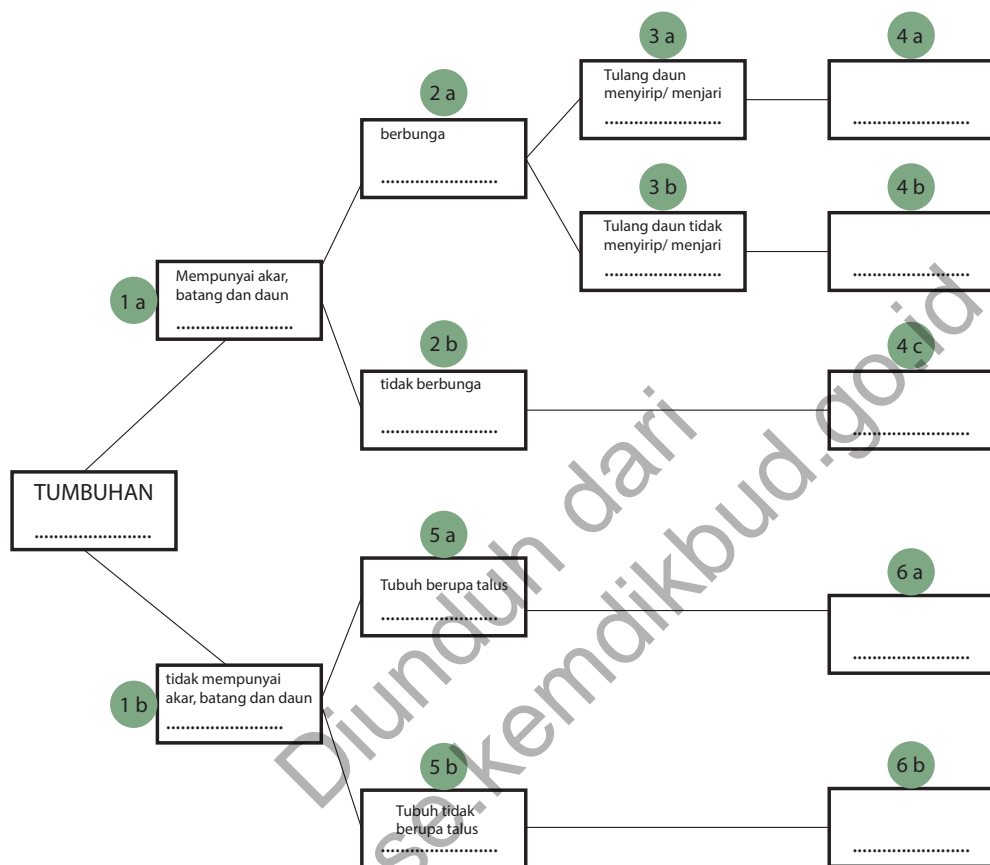 3 a
4 a
Tulang daun
menyirip/ menjari
........................
........................
2 a
berbunga
........................
3 b
4 b
Tulang daun tidak
menyirip/ menjari
........................
........................
1 a
Mempunyai akar,
batang dan daun
........................
2 b
4 c
tidak berbunga
........................
........................
TUMBUHAN
........................
5 a
6 a
Tubuh berupa talus
........................
........................
1 b
tidak mempunyai
akar, batang dan daun
........................
5 b
6 b
Tubuh tidak
berupa talus
........................
........................
Diunduh dari
se.kemdikbud.go.id